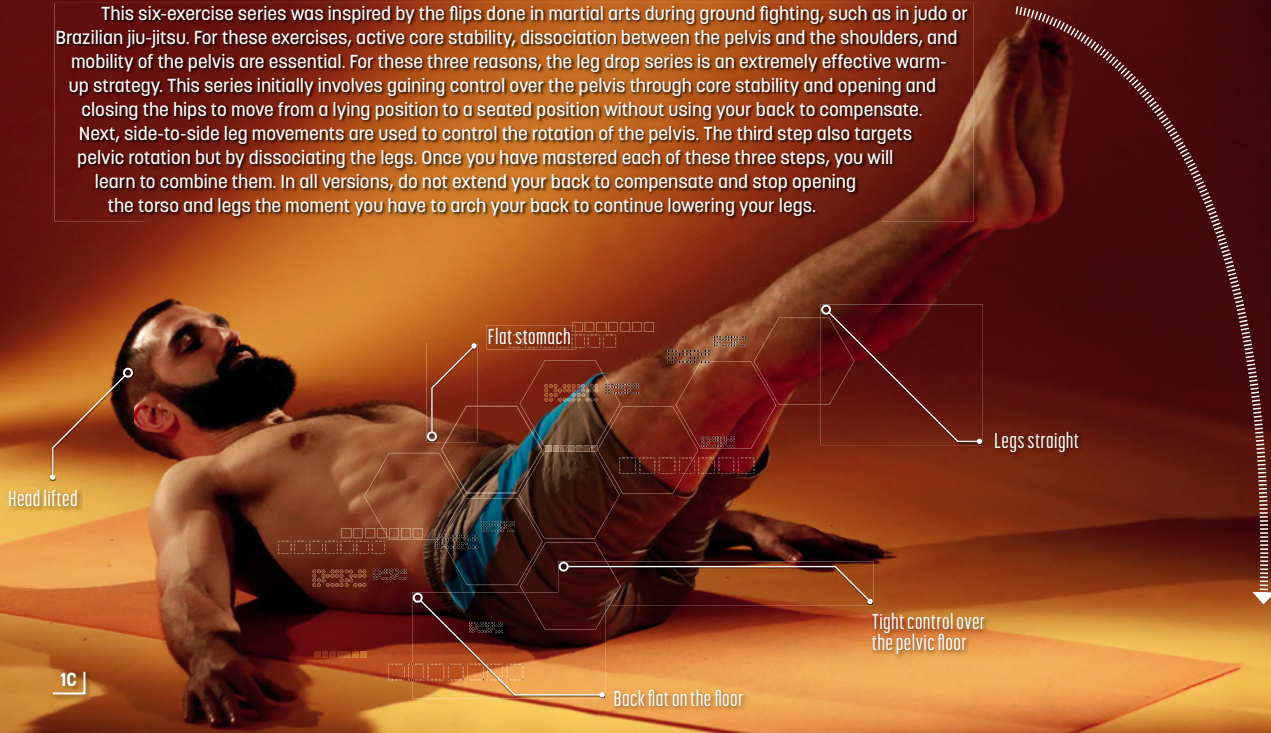 This six-exercise series was inspired by the flips done in martial arts during ground fighting, such as in judo or
Brazilian jiu-jitsu. For these exercises, active core stability, dissociation between the pelvis and the shoulders, and
mobility of the pelvis are essential. For these three reasons, the leg drop series is an extremely effective warm-
up strategy. This series initially involves gaining control over the pelvis through core stability and opening and
closing the hips to move from a lying position to a seated position without using your back to compensate.
Next, side-to-side leg movements are used to control the rotation of the pelvis. The third step also targets
pelvic rotation but by dissociating the legs. Once you have mastered each of these three steps, you will
learn to combine them. In all versions, do not extend your back to compensate and stop opening
the torso and legs the moment you have to arch your back to continue lowering your legs.
Flat stomach
Legs straight
Head lifted
Tight control over
the pelvic floor
1C
Back flat on the floor